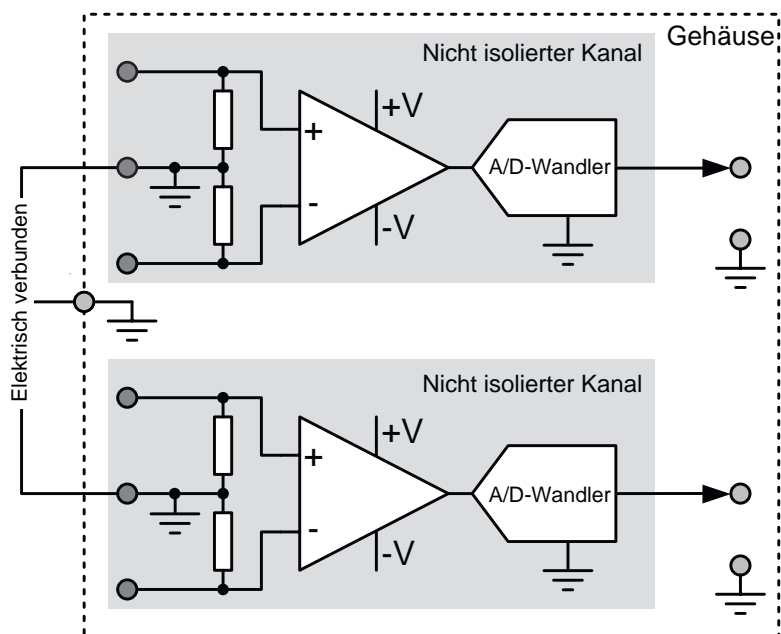 Gehäuse
Nicht isolierter Kanal
+V
+
A/D-Wandler
-
-V
Elektrisch verbunden
Nicht isolierter Kanal
+V
+
A/D-Wandler
-
-V